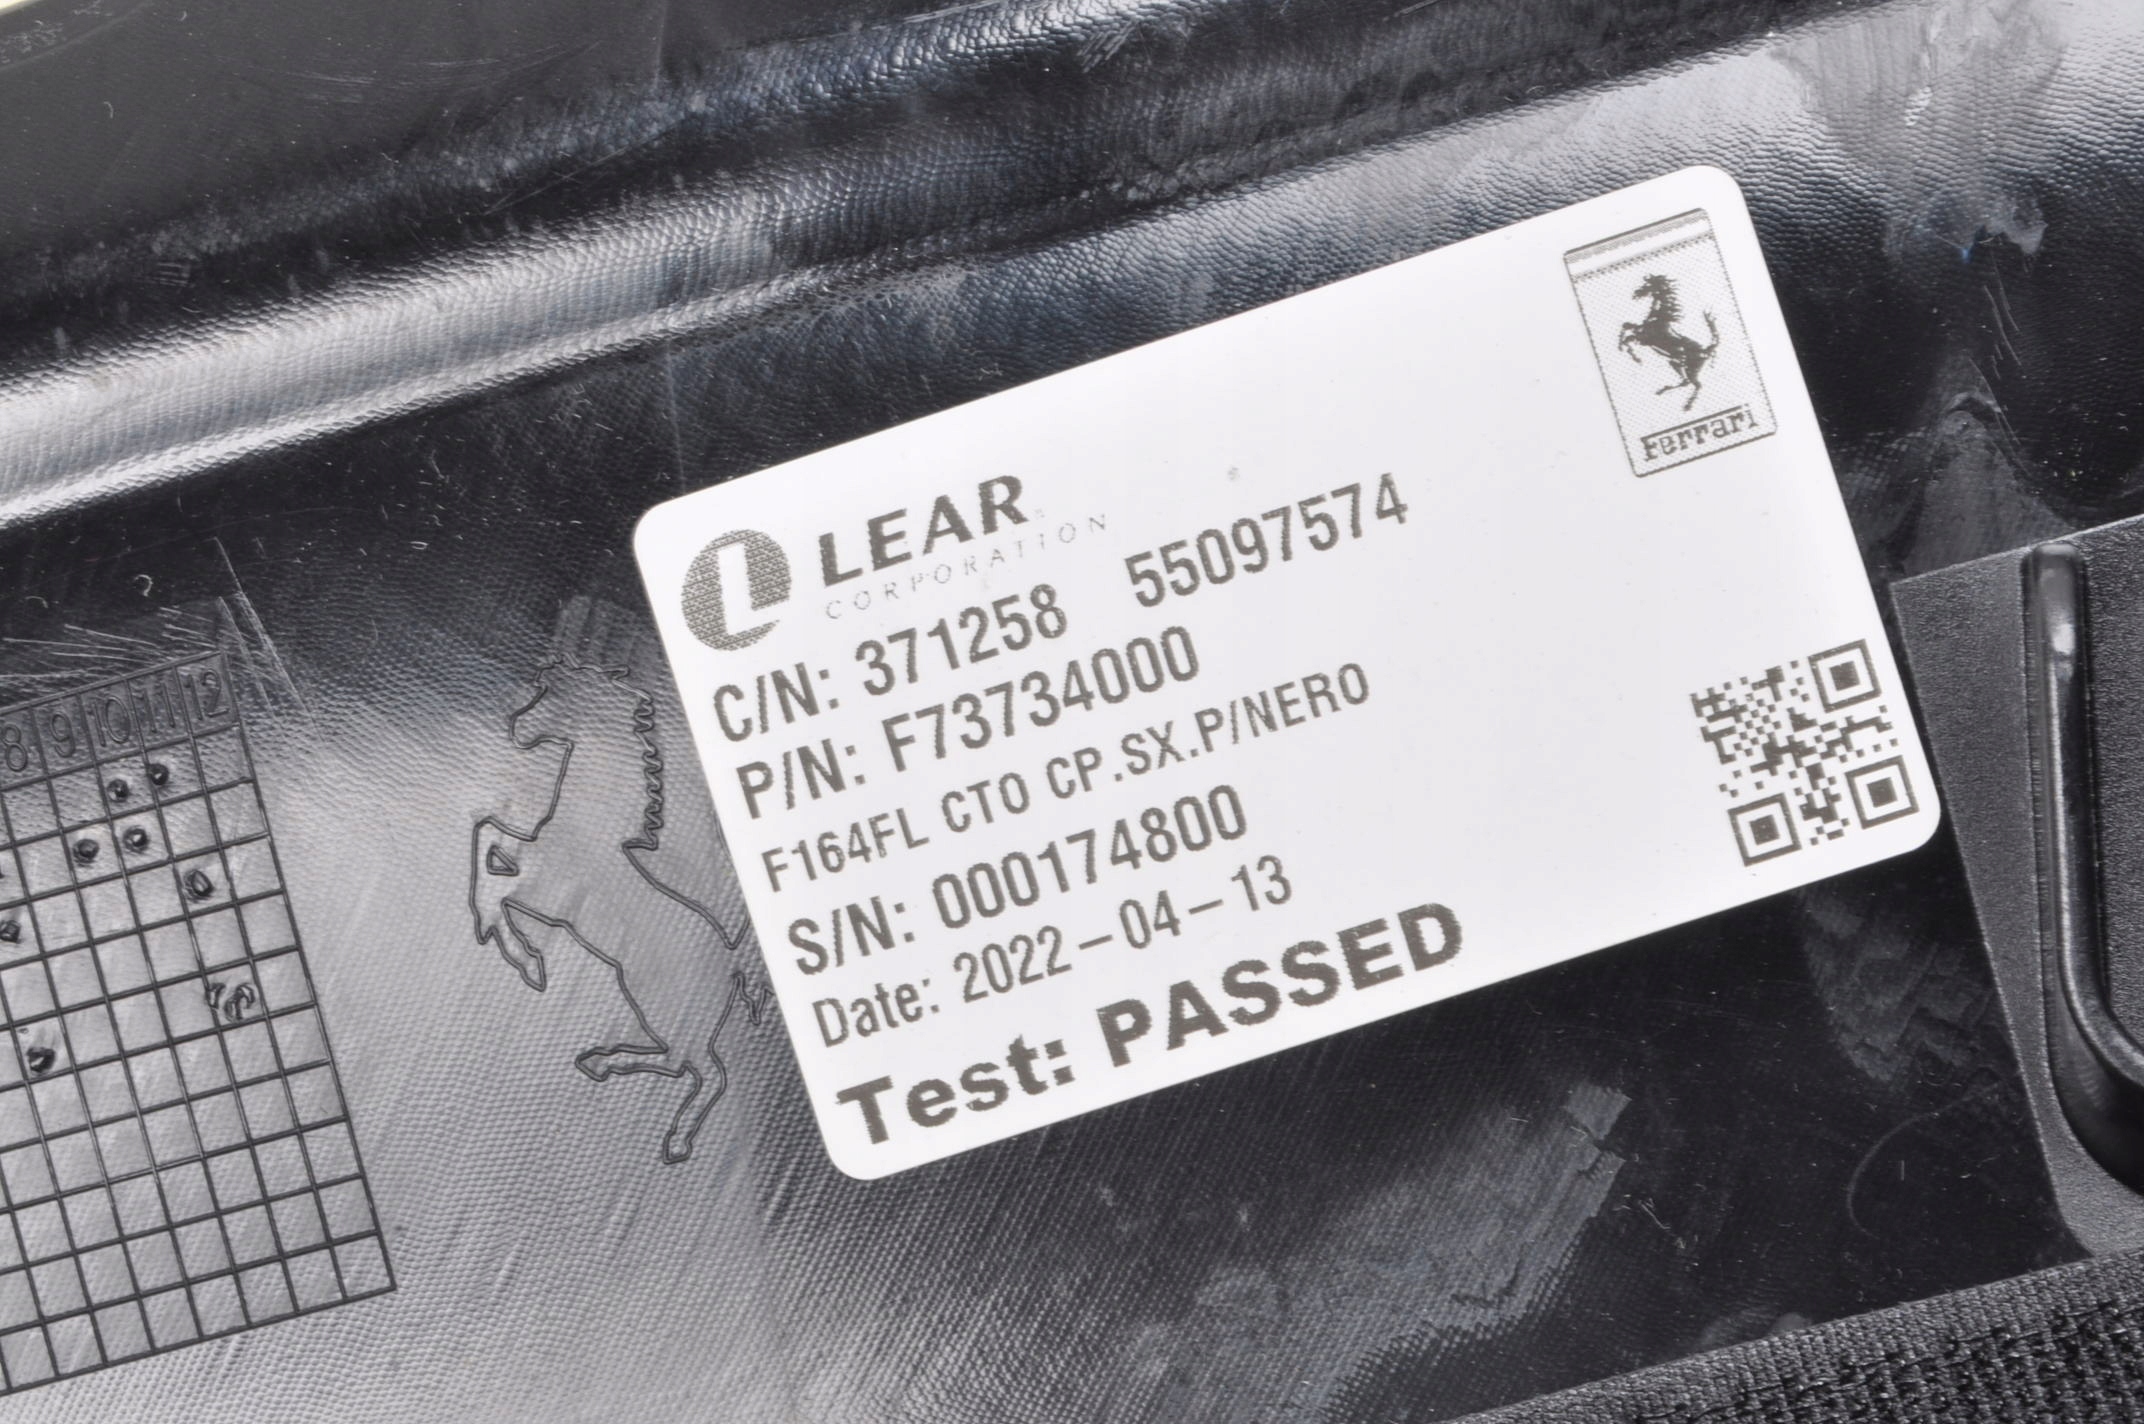 Ferrari
LEAR
CORPORATION
C/N: 371258 55097574
P/N: F73734000
F164FL CTO CP.SX.P/NERO
S/N: 000174800
Date: 2022-04-13
Test: PASSED
8 9 10 11 12